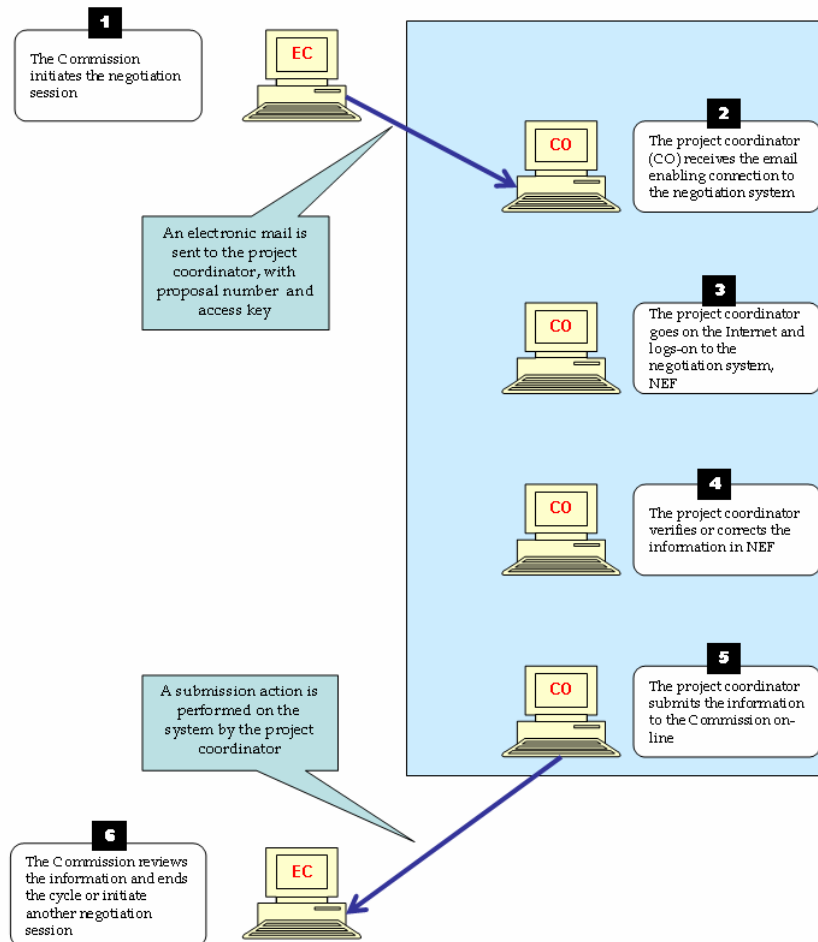 1
The Commission
initiates the negotiation
session
EC
2
The project coordinator
(CO) receives the email
enabling connection to
the negotiation system
CO
An electronic mail is
sent to the project
coordinator, with
proposal number and
access key
3
The project coordinator
goes on the Internet and
logs-on to the
negotiation system,
NEF
CO
4
The project coordinator
verifies or corrects the
information in NEF
CO
5
The project coordinator
submits the information
to the Commission on-
line
CO
A submission action is
performed on the
system by the project
coordinator
6
The Commission reviews
the information and ends
the cycle or initiate
another negotiation
session
EC